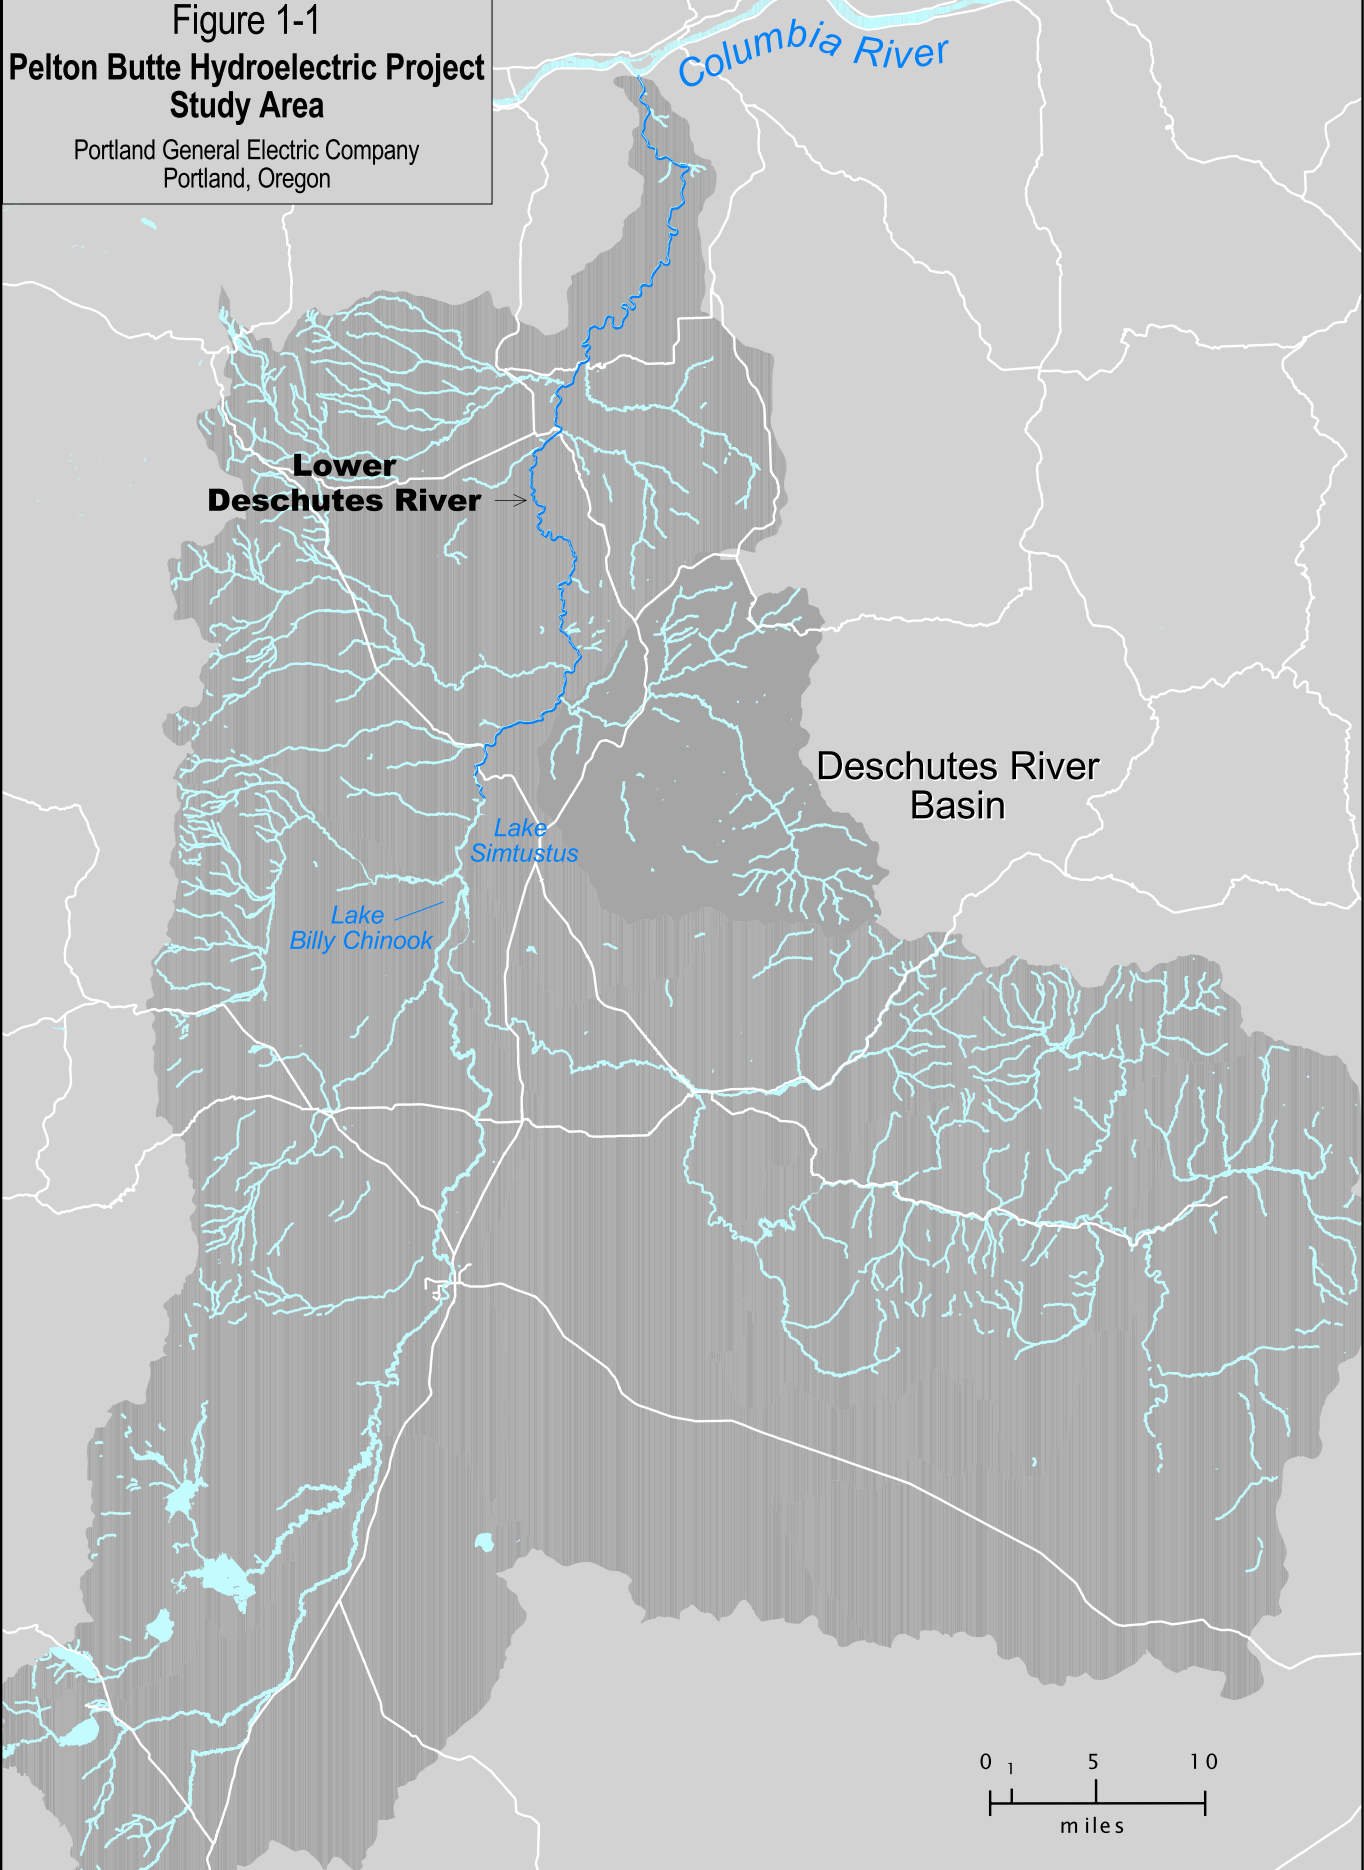 Figure 1-1
Pelton Butte Hydroelectric Project
Study Area
Portland General Electric Company
Portland, Oregon
Columbia River
Lower
Deschutes River
Deschutes River
Basin
Lake
Simtustus
Lake
Billy Chinook
0 1 5 10
miles